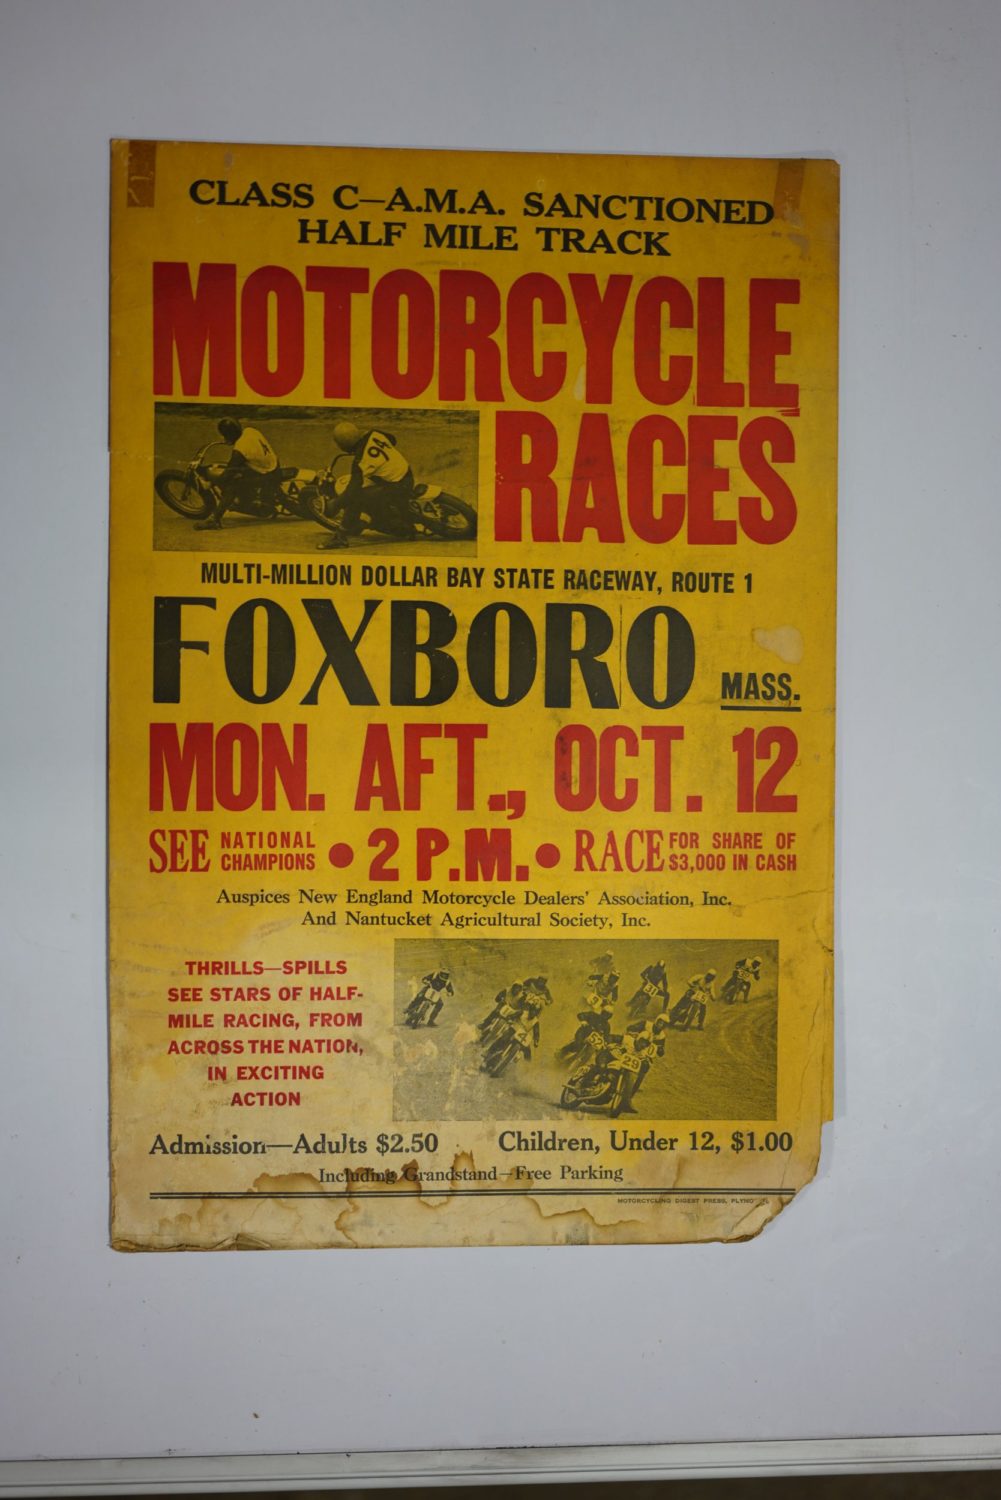 CLASS C—A.M.A. SANCTIONED
HALF MILE TRACK
MOTORCYCLE
RACES
94
MULTI-MILLION DOLLAR BAY STATE RACEWAY, ROUTE 1
FOXBORO MASS.
MON. AFT., OCT. 12
SEE NATIONAL CHAMPIONS • 2 P.M. • RACE FOR SHARE OF $3,000 IN CASH
Auspices New England Motorcycle Dealers' Association, Inc.
And Nantucket Agricultural Society, Inc.
THRILLS—SPILLS
SEE STARS OF HALF-
MILE RACING, FROM
ACROSS THE NATION,
IN EXCITING
ACTION
29
Admission—Adults $2.50 Children, Under 12, $1.00
Including Grandstand—Free Parking
MOTORCYCLING DIGEST PRESS,